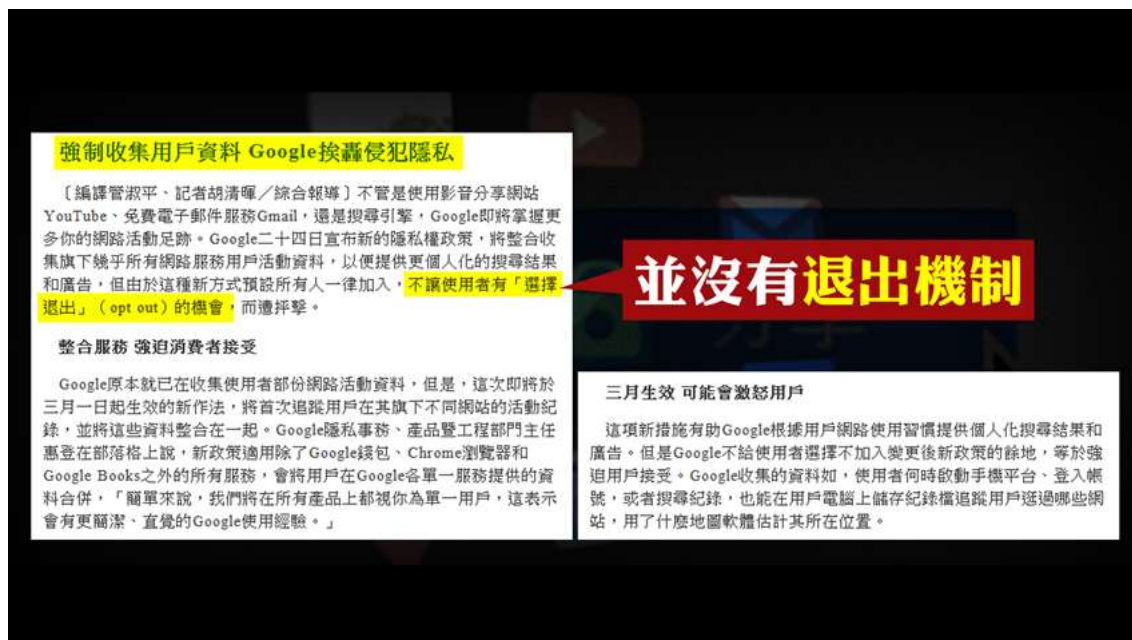 強制收集用戶資料 Google挨轟侵犯隱私
〔編譯管淑平、記者胡清暉／綜合報導〕不管是使用影音分享網站
YouTube、免費電子郵件服務Gmail，還是搜尋引擎，Google即將掌握更
多你的網路活動足跡。Google二十四日宣布新的隱私權政策，將整合收
集旗下幾乎所有網路服務用戶活動資料，以便提供更個人化的搜尋結果
和廣告，但由於這種新方式預設所有人一律加入，不讓使用者有「選擇
退出」（opt out）的機會，而遭抨擊。
整合服務 強迫消費者接受
Google原本就已在收集使用者部份網路活動資料，但是，這次即將於
三月一日起生效的新作法，將首次追蹤用戶在其旗下不同網站的活動紀
錄，並將這些資料整合在一起。Google隱私事務、產品暨工程部門主任
惠登在部落格上說，新政策適用除了Google錢包、Chrome瀏覽器和
Google Books之外的所有服務，會將用戶在Google各單一服務提供的資
料合併，「簡單來說，我們將在所有產品上都視你為單一用戶，這表示
會有更簡潔、直覺的Google使用經驗。」
並沒有退出機制
分享
三月生效 可能會激怒用戶
這項新措施有助Google根據用戶網路使用習慣提供個人化搜尋結果和
廣告。但是Google不給使用者選擇不加入變更後新政策的餘地，等於強
迫用戶接受。Google收集的資料如，使用者何時啟動手機平台、登入帳
號，或者搜尋紀錄，也能在用戶電腦上儲存紀錄檔追蹤用戶逛過哪些網
站，用了什麼地圖軟體估計其所在位置。